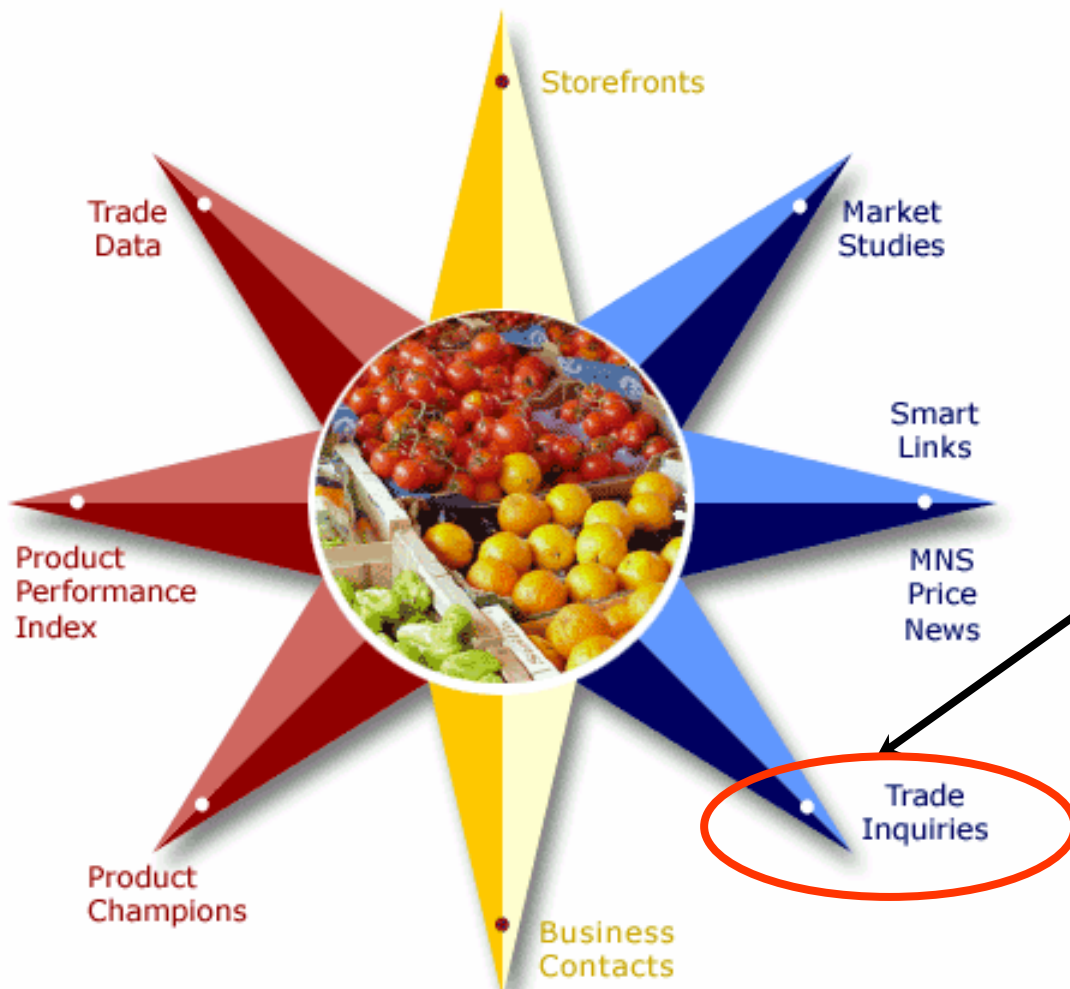 Storefronts
Trade
Data
Market
Studies
Smart
Links
Product
Performance
Index
MNS
Price
News
Trade
Inquiries
Product
Champions
Business
Contacts